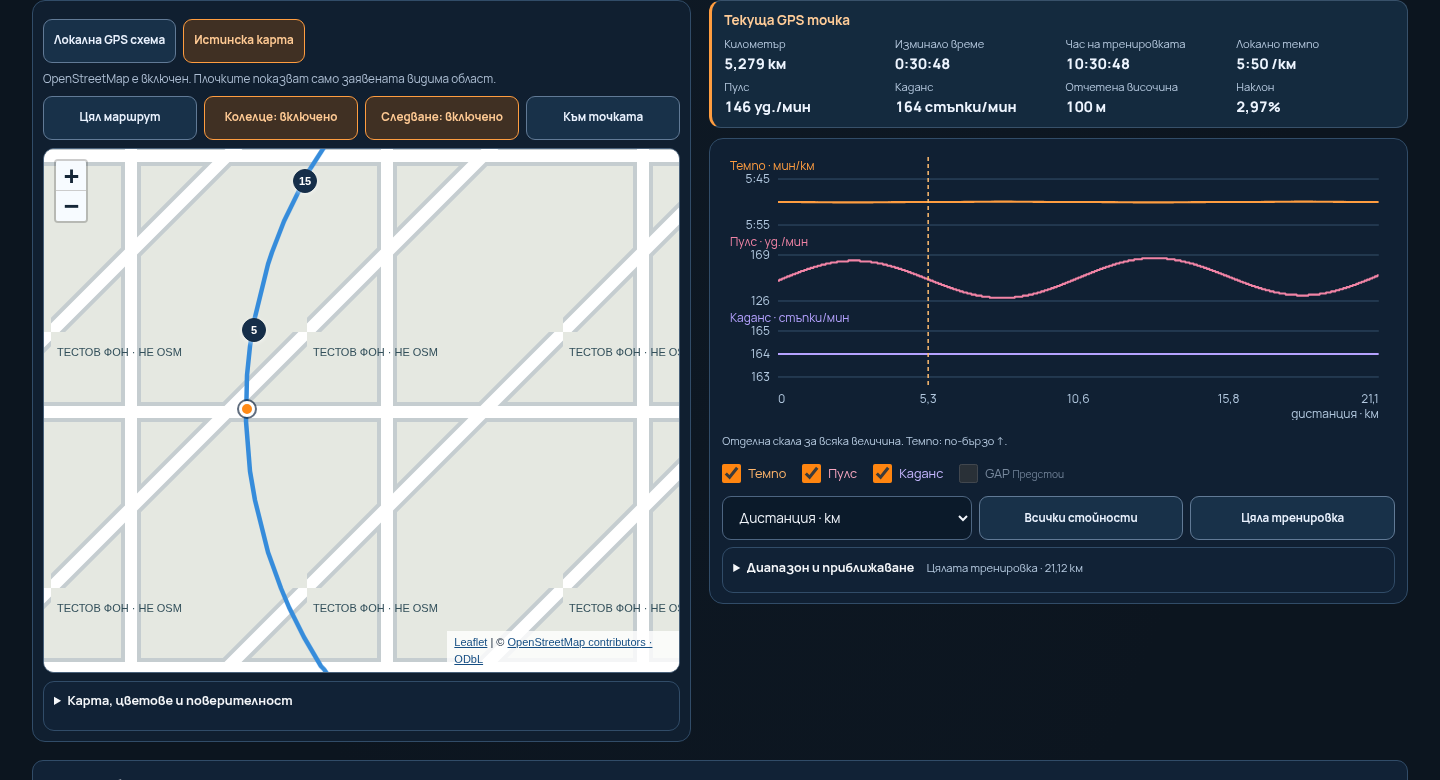 Локална GPS схема
Истинска карта
OpenStreetMap е включен. Плочките показват само заявената видима област.
Цял маршрут
Колелце: включено
Следване: включено
Към точката
+
−
15
5
ТЕСТОВ ФОН · НЕ OSM
ТЕСТОВ ФОН · НЕ OSM
ТЕСТОВ ФОН · НЕ OS
ТЕСТОВ ФОН · НЕ OSM
ТЕСТОВ ФОН · НЕ OSM
ТЕСТОВ ФОН · НЕ OS
Leaflet | © OpenStreetMap contributors ·
ODbL
Карта, цветове и поверителност
Текуща GPS точка
Километър
Изминало време
Час на тренировката
Локално темпо
5,279 км
0:30:48
10:30:48
5:50 /км
Пулс
Каданс
Отчетена височина
Наклон
146 уд./мин
164 стъпки/мин
100 м
2,97%
Темпо · мин/км
5:45
5:55
Пулс · уд./мин
169
126
Каданс · стъпки/мин
165
164
163
0
5,3
10,6
15,8
21,1
дистанция · км
Отделна скала за всяка величина. Темпо: по-бързо ↑.
Темпо
Пулс
Каданс
GAP Предстои
Дистанция · км
Всички стойности
Цяла тренировка
Диапазон и приближаване
Цялата тренировка · 21,12 км